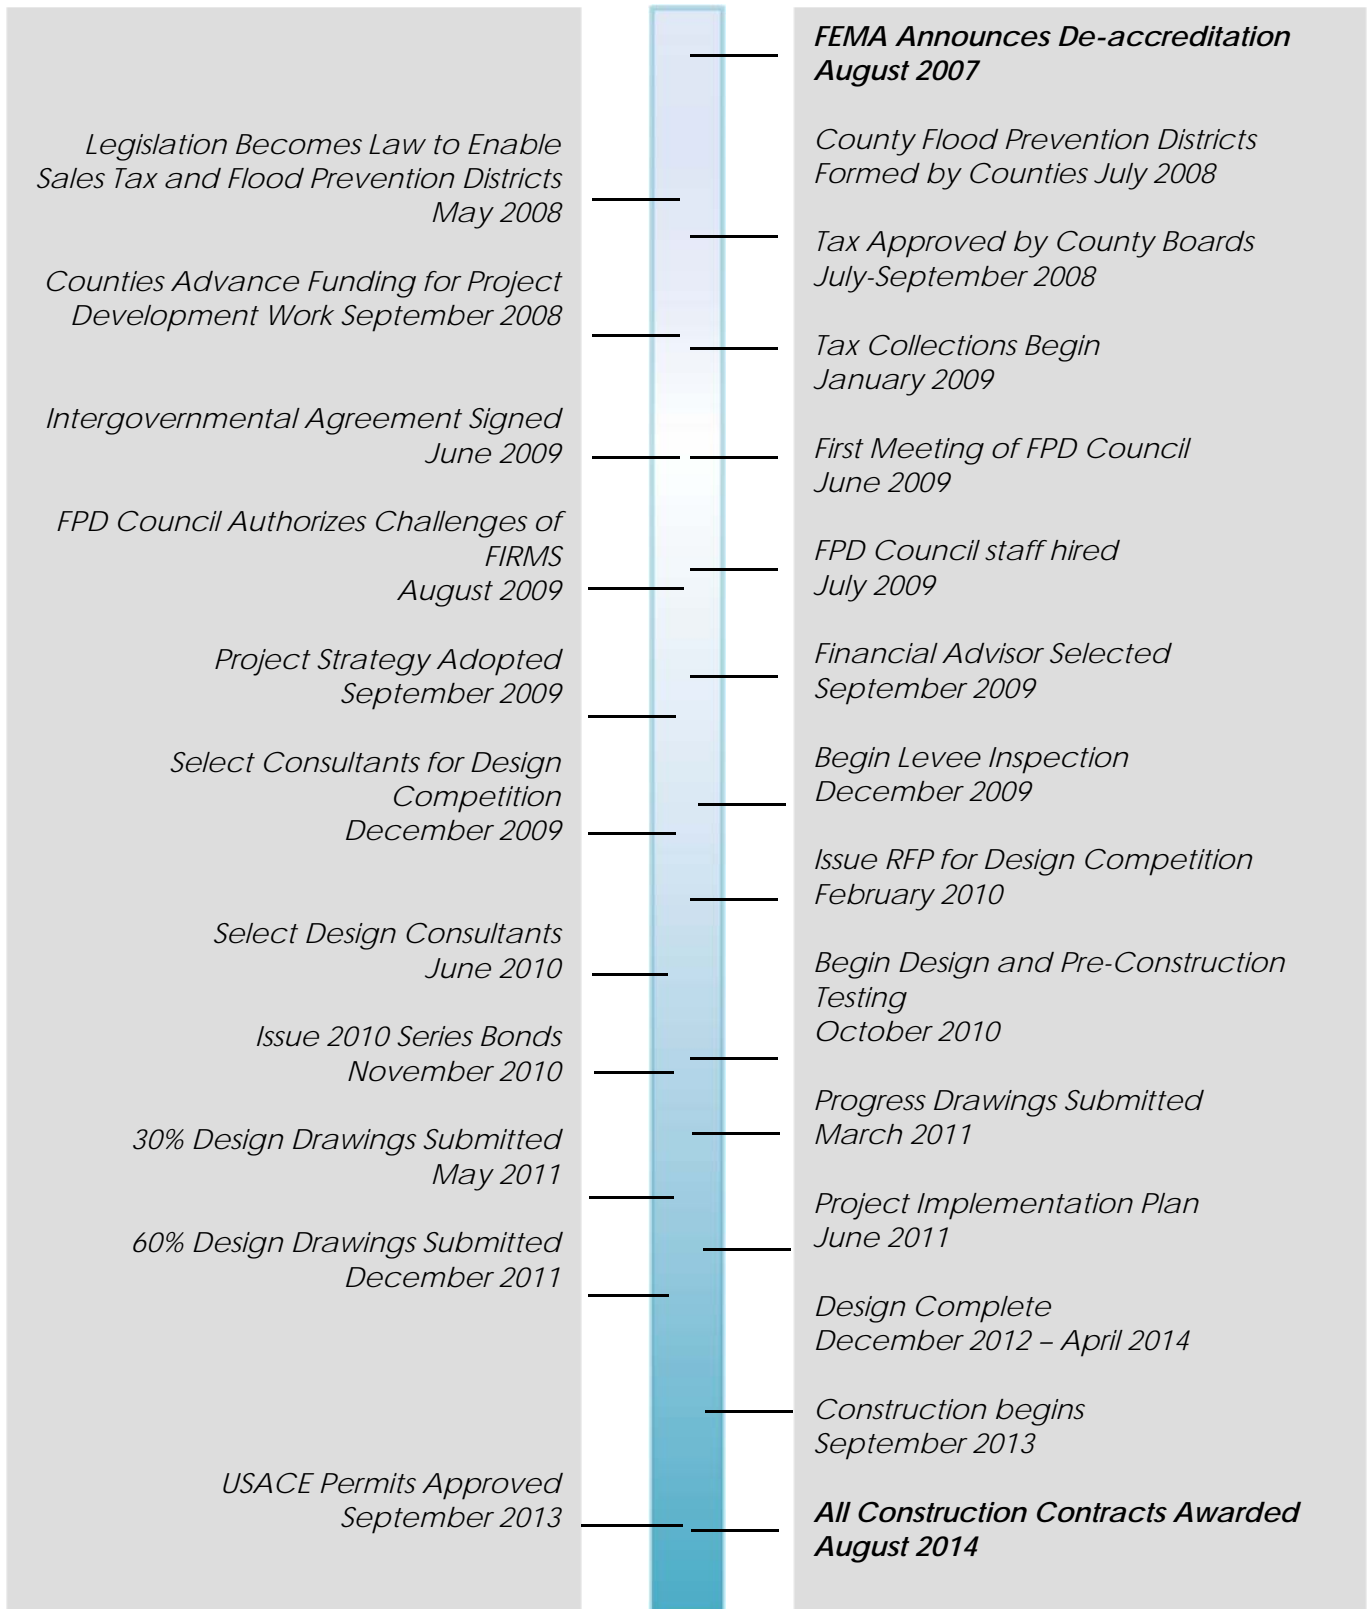 FEMA Announces De-accreditation
August 2007
Legislation Becomes Law to Enable
Sales Tax and Flood Prevention Districts
May 2008
County Flood Prevention Districts
Formed by Counties July 2008
Tax Approved by County Boards
July-September 2008
Counties Advance Funding for Project
Development Work September 2008
Tax Collections Begin
January 2009
Intergovernmental Agreement Signed
June 2009
First Meeting of FPD Council
June 2009
FPD Council Authorizes Challenges of
FIRMS
August 2009
FPD Council staff hired
July 2009
Project Strategy Adopted
September 2009
Financial Advisor Selected
September 2009
Select Consultants for Design
Competition
December 2009
Begin Levee Inspection
December 2009
Issue RFP for Design Competition
February 2010
Select Design Consultants
June 2010
Begin Design and Pre-Construction
Testing
October 2010
Issue 2010 Series Bonds
November 2010
Progress Drawings Submitted
March 2011
30% Design Drawings Submitted
May 2011
Project Implementation Plan
June 2011
60% Design Drawings Submitted
December 2011
Design Complete
December 2012 – April 2014
Construction begins
September 2013
USACE Permits Approved
September 2013
All Construction Contracts Awarded
August 2014